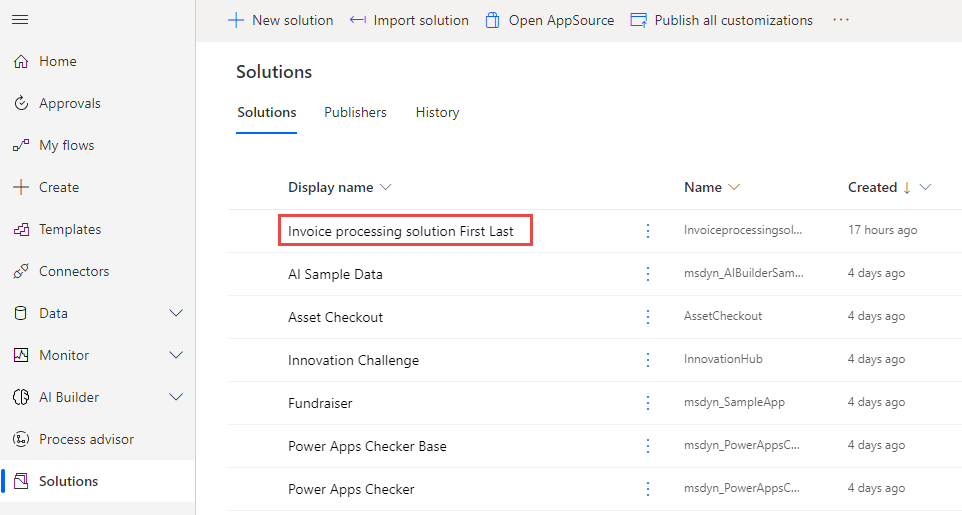 New solution Import solution Open AppSource Publish all customizations ...
Home
Approvals
My flows
Create
Templates
Connectors
Data
Monitor
AI Builder
Process advisor
Solutions
Solutions
Solutions Publishers History
Display name Name Created
Invoice processing solution First Last Invoiceprocessingsol... 17 hours ago
AI Sample Data msdyn_AIBuilderSam... 4 days ago
Asset Checkout AssetCheckout 4 days ago
Innovation Challenge InnovationHub 4 days ago
Fundraiser msdyn_SampleApp 4 days ago
Power Apps Checker Base msdyn_PowerAppsC... 4 days ago
Power Apps Checker msdyn_PowerAppsC... 4 days ago